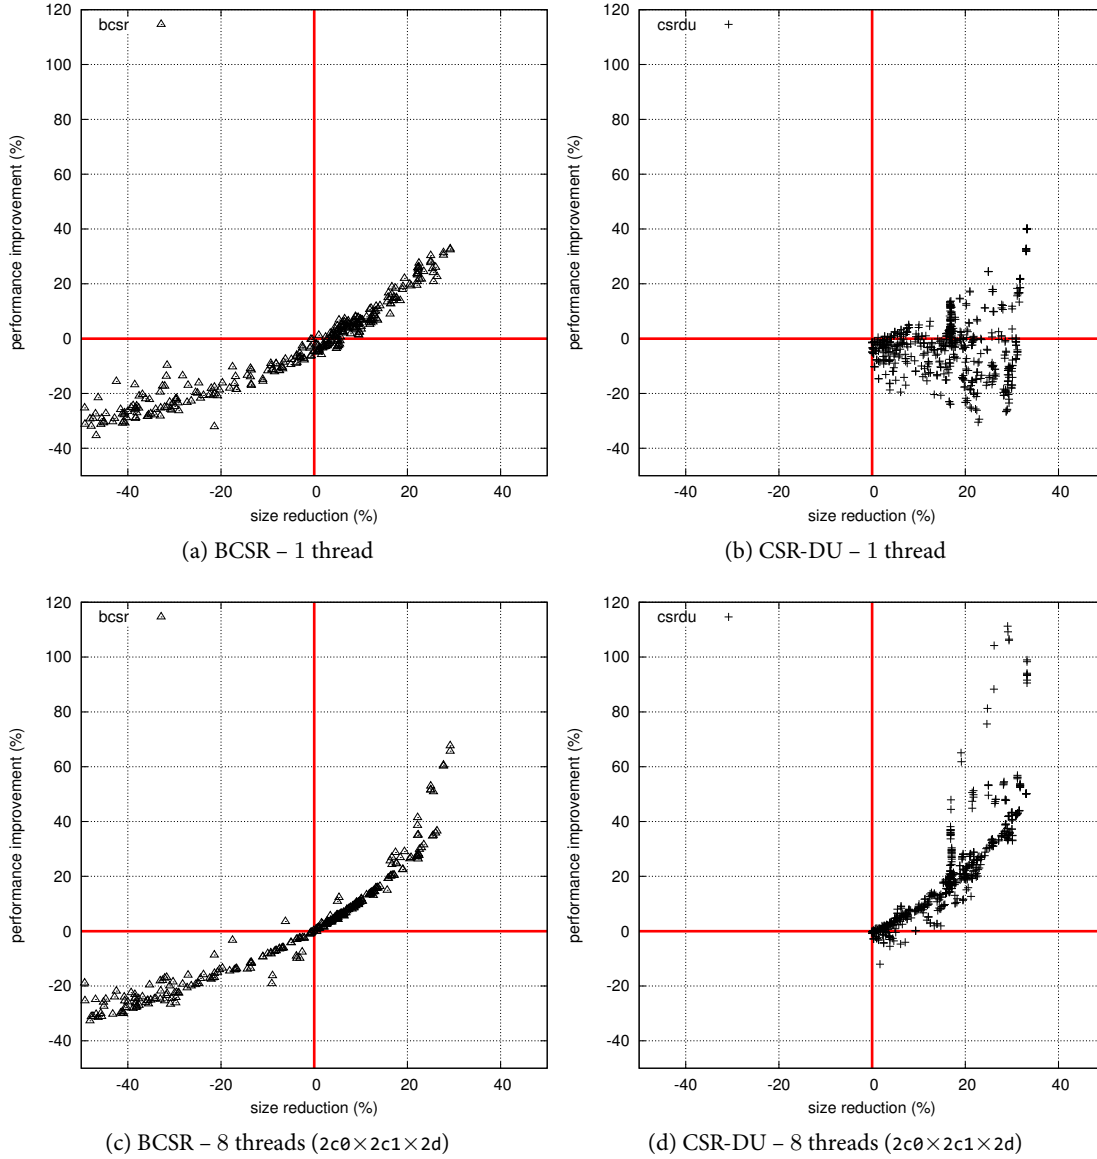 bcsr
120
100
80
60
40
20
0
-20
-40
performance improvement (%)
-40 -20 0 20 40
size reduction (%)
(a) BCSR – 1 thread
csrdu
120
100
80
60
40
20
0
-20
-40
performance improvement (%)
-40 -20 0 20 40
size reduction (%)
(b) CSR-DU – 1 thread
bcsr
120
100
80
60
40
20
0
-20
-40
performance improvement (%)
-40 -20 0 20 40
size reduction (%)
(c) BCSR – 8 threads (2c0×2c1×2d)
csrdu
120
100
80
60
40
20
0
-20
-40
performance improvement (%)
-40 -20 0 20 40
size reduction (%)
(d) CSR-DU – 8 threads (2c0×2c1×2d)